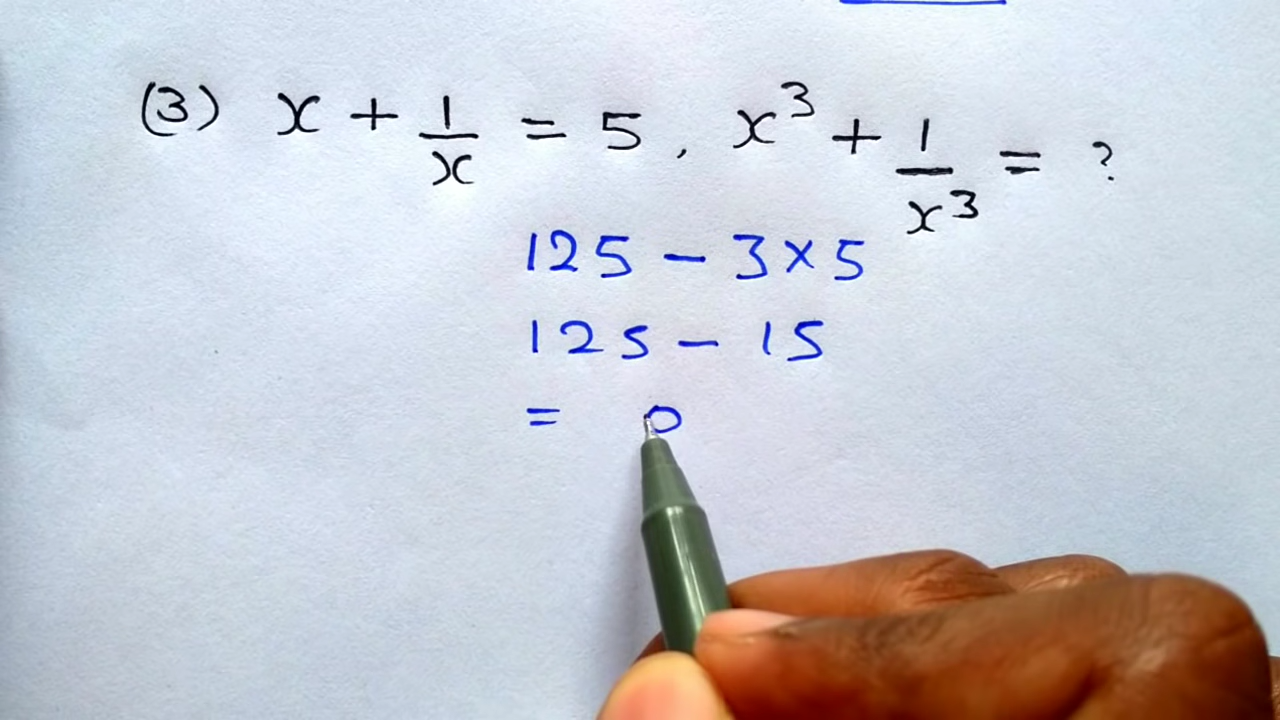 (3) x + 1/x = 5, x³ + 1/x³ = ?
125 - 3×5
125 - 15
= 0